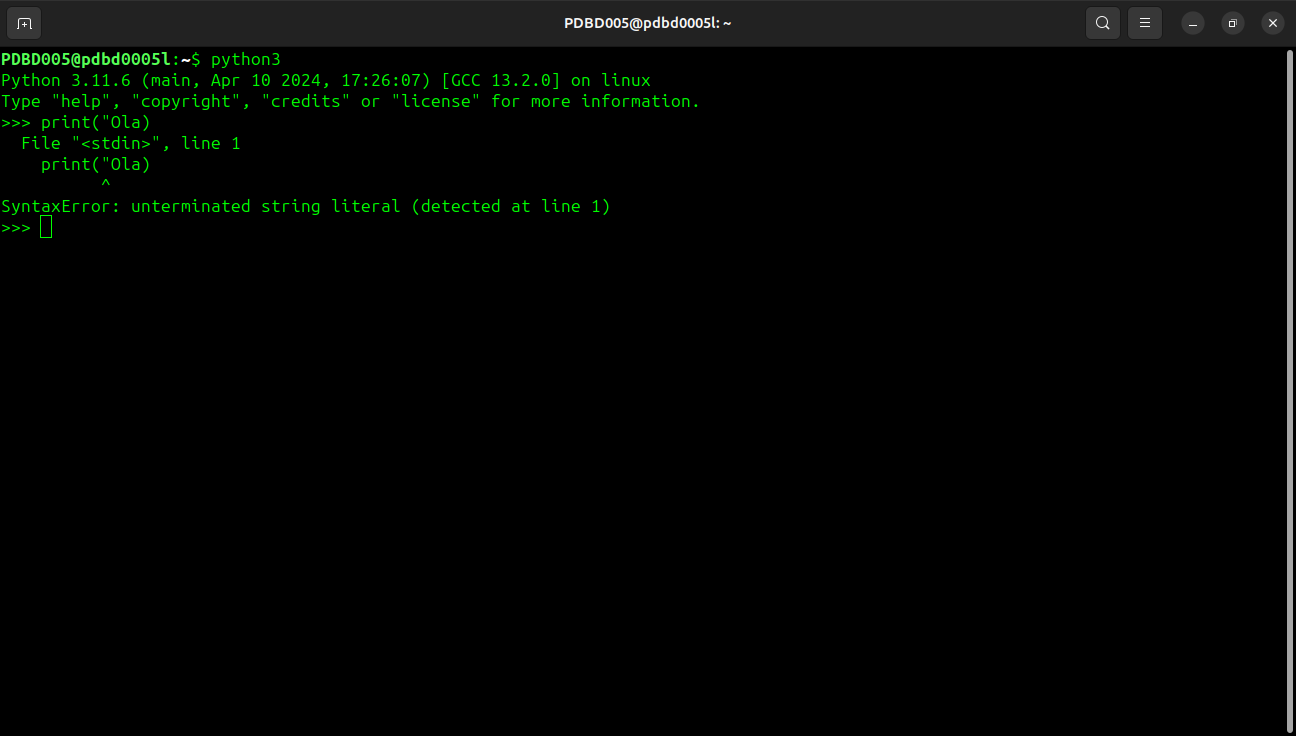 PDBD005@pdbd0005l: ~
PDBD005@pdbd0005l:~$ python3
Python 3.11.6 (main, Apr 10 2024, 17:26:07) [GCC 13.2.0] on linux
Type "help", "copyright", "credits" or "license" for more information.
>>> print("Ola)
  File "<stdin>", line 1
    print("Ola)
          ^
SyntaxError: unterminated string literal (detected at line 1)
>>>